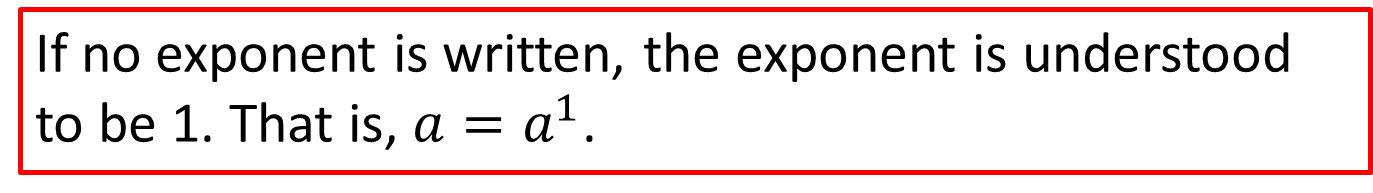 If no exponent is written, the exponent is understood
to be 1. That is, 𝑎 = 𝑎¹.